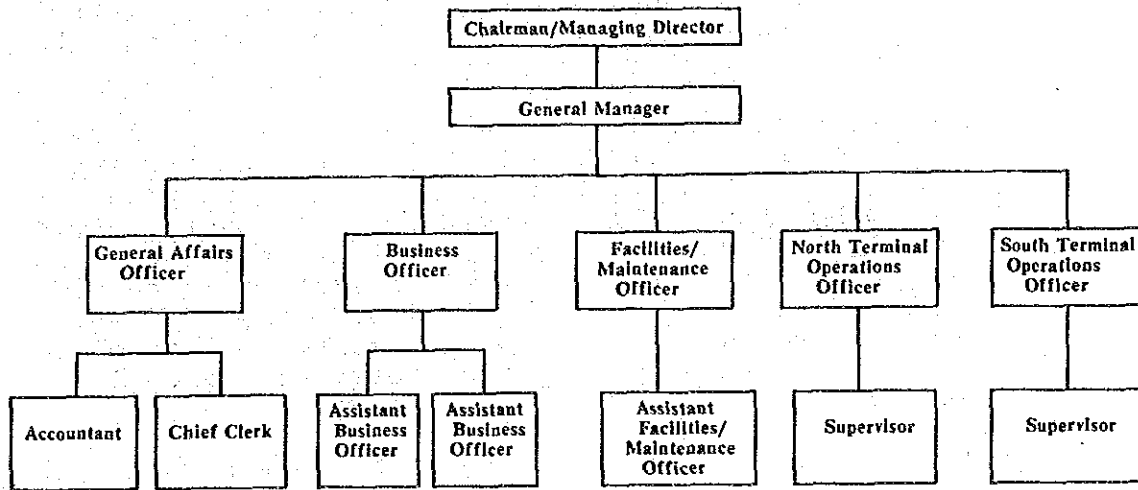 Chairman/Managing Director
General Manager
General Affairs
Officer
Business
Officer
Facilities/
Maintenance
Officer
North Terminal
Operations
Officer
South Terminal
Operations
Officer
Accountant
Chief Clerk
Assistant
Business
Officer
Assistant
Business
Officer
Assistant
Facilities/
Maintenance
Officer
Supervisor
Supervisor